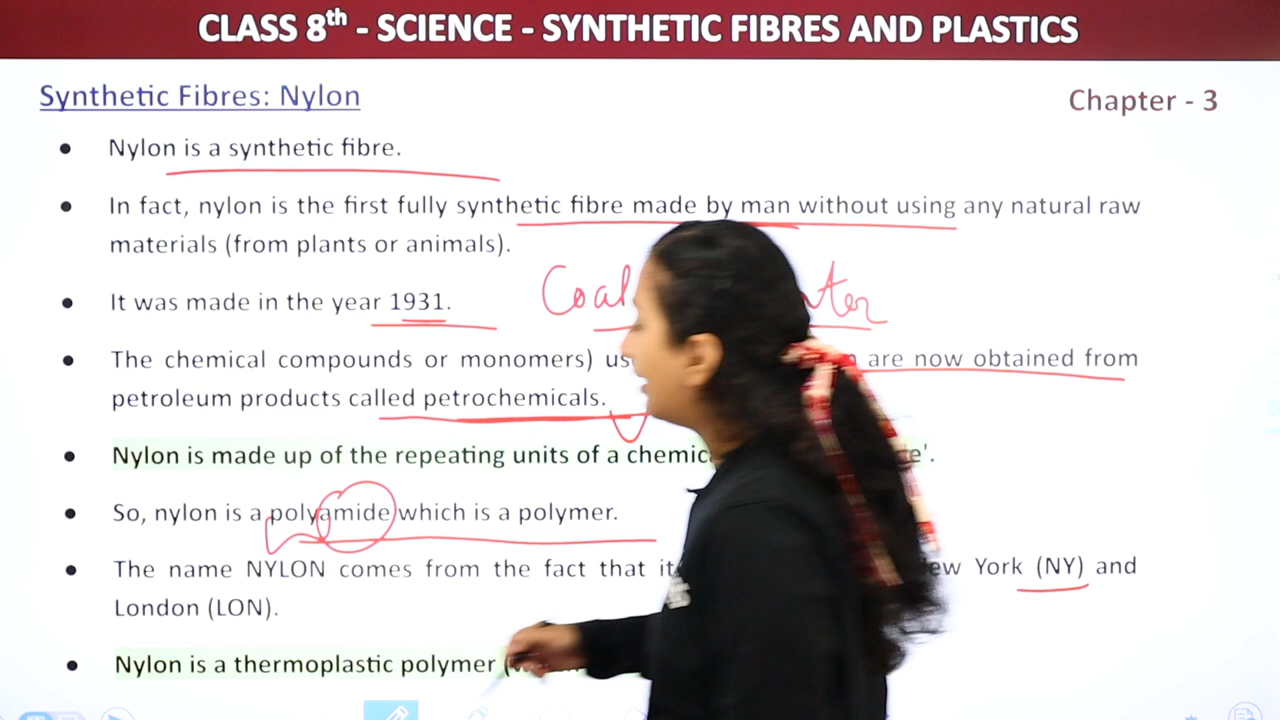 CLASS 8th - SCIENCE - SYNTHETIC FIBRES AND PLASTICS
Synthetic Fibres: Nylon
Chapter - 3
Nylon is a synthetic fibre.
In fact, nylon is the first fully synthetic fibre made by man without using any natural raw
materials (from plants or animals).
Coal
It was made in the year 1931.
The chemical compounds or monomers) are now obtained from
petroleum products called petrochemicals.
Nylon is made up of the repeating units of a
So, nylon is a polyamide which is a polymer.
The name NYLON comes from the fact that it York (NY) and
London (LON).
Nylon is a thermoplastic polymer